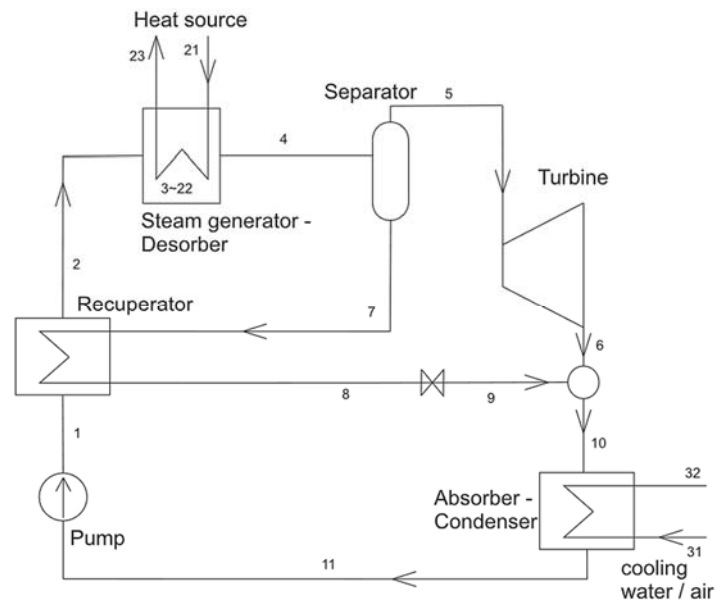 Heat source
23
21
Separator
5
4
Turbine
3~22
Steam generator -
Desorber
2
Recuperator
7
6
8
9
1
10
32
Absorber -
Condenser
Pump
31
11
cooling
water / air